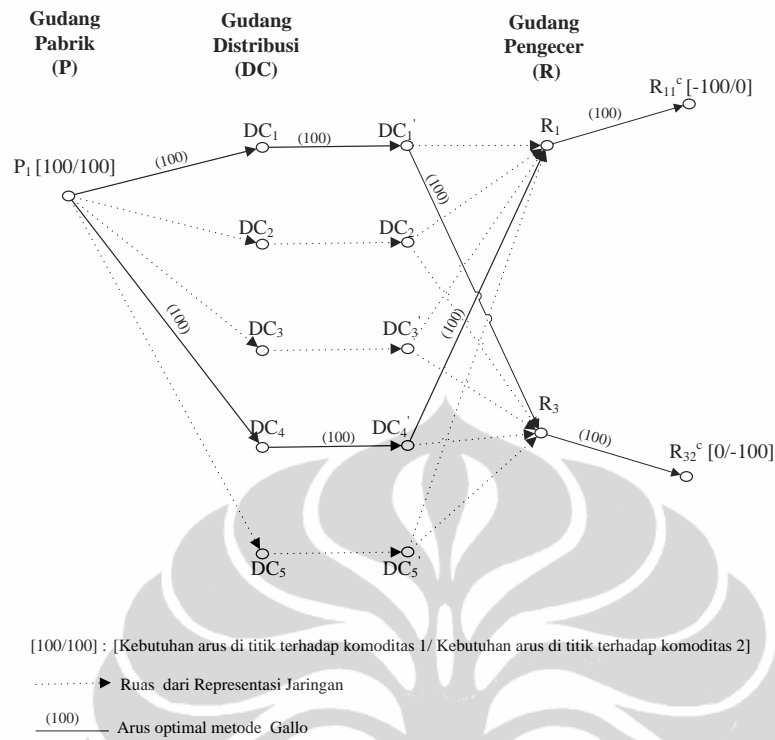 Gudang
Pabrik
(P)
Gudang
Distribusi
(DC)
Gudang
Pengecer
(R)
R₁₁ᶜ [-100/0]
(100)
DC₁
(100)
DC₁'
R₁
P₁ [100/100]
(100)
(100)
DC₂
DC₂'
(100)
DC₃
DC₃'
(100)
R₃
DC₄
(100)
DC₄'
(100)
R₃₂ᶜ [0/-100]
DC₅
DC₅'
[100/100] : [Kebutuhan arus di titik terhadap komoditas 1/ Kebutuhan arus di titik terhadap komoditas 2]
Ruas dari Representasi Jaringan
(100)
Arus optimal metode Gallo